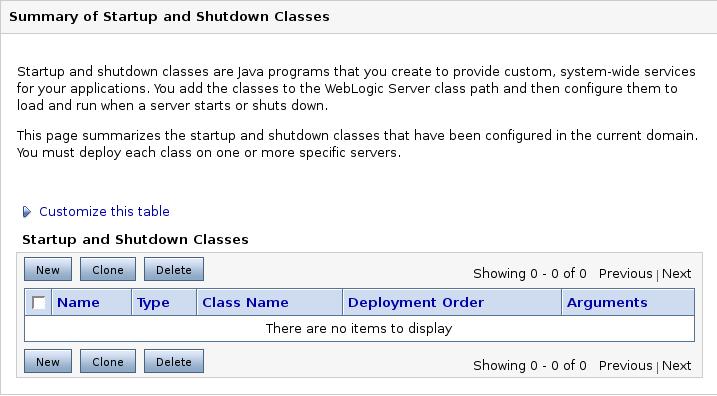 Summary of Startup and Shutdown Classes
Startup and shutdown classes are Java programs that you create to provide custom, system-wide services
for your applications. You add the classes to the WebLogic Server class path and then configure them to
load and run when a server starts or shuts down.
This page summarizes the startup and shutdown classes that have been configured in the current domain.
You must deploy each class on one or more specific servers.
Customize this table
Startup and Shutdown Classes
New Clone Delete Showing 0 - 0 of 0 Previous | Next
Name Type Class Name Deployment Order Arguments
There are no items to display
New Clone Delete Showing 0 - 0 of 0 Previous | Next